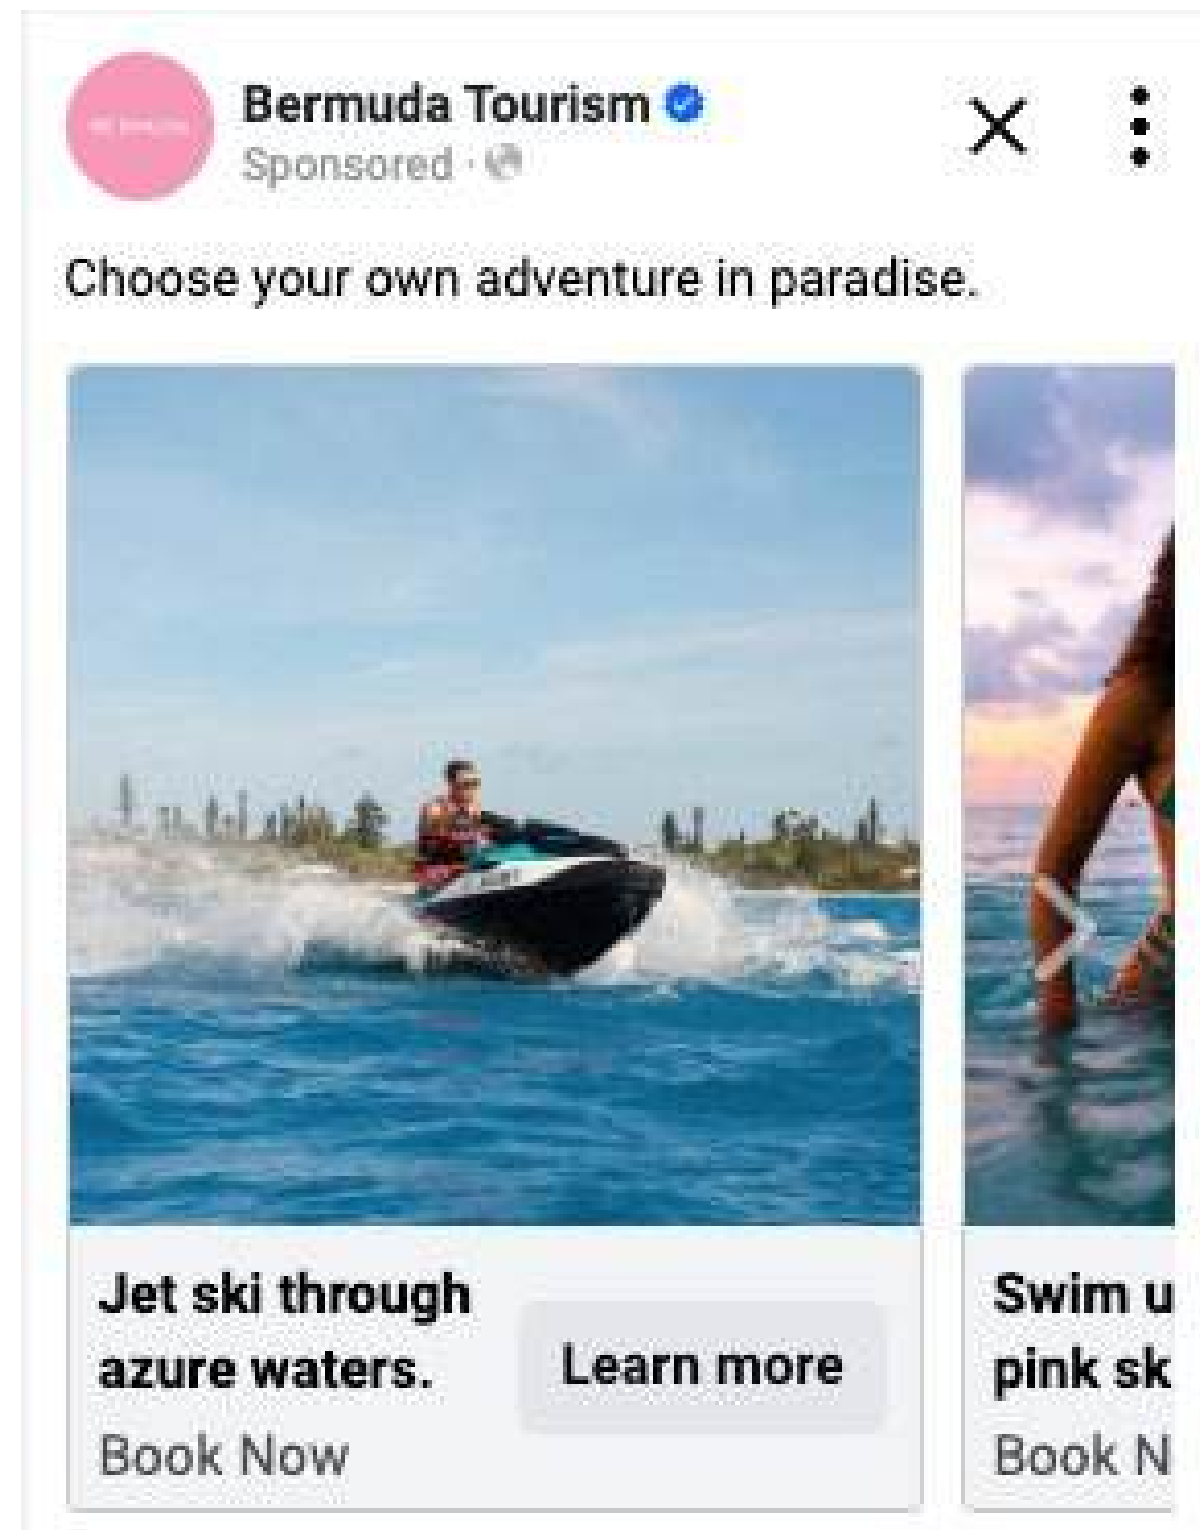 Bermuda Tourism
Sponsored ·
Choose your own adventure in paradise.
Jet ski through
azure waters.
Learn more
Book Now
Swim u
pink sk
Book N